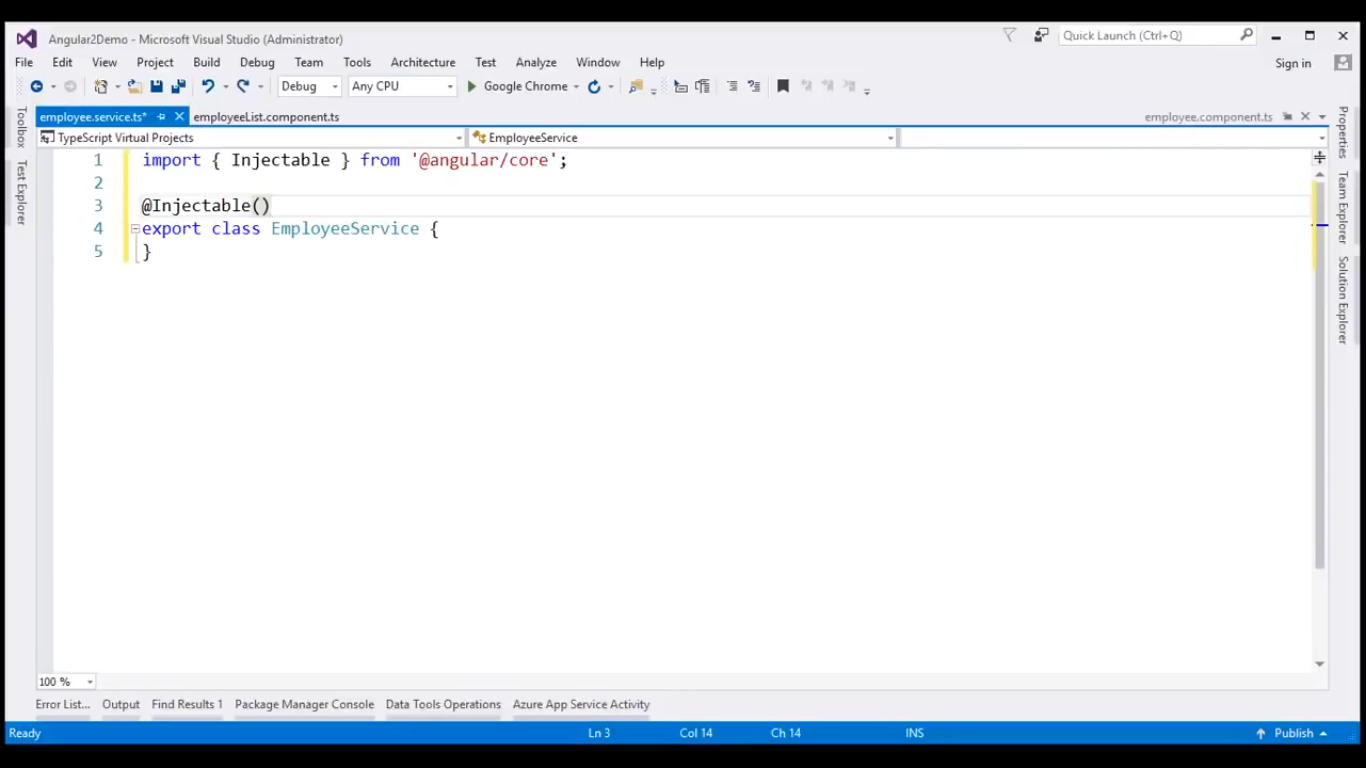 Angular2Demo - Microsoft Visual Studio (Administrator)
Quick Launch (Ctrl+Q)
File Edit View Project Build Debug Team Tools Architecture Test Analyze Window Help
Sign in
Debug Any CPU Google Chrome
employee.service.ts* employeeList.component.ts employee.component.ts
TypeScript Virtual Projects EmployeeService
Toolbox
Test Explorer
1 import { Injectable } from '@angular/core';
2
3 @Injectable()
4 export class EmployeeService {
5 }
Properties
Team Explorer
Solution Explorer
100 %
Error List... Output Find Results 1 Package Manager Console Data Tools Operations Azure App Service Activity
Ready Ln 3 Col 14 Ch 14 INS Publish